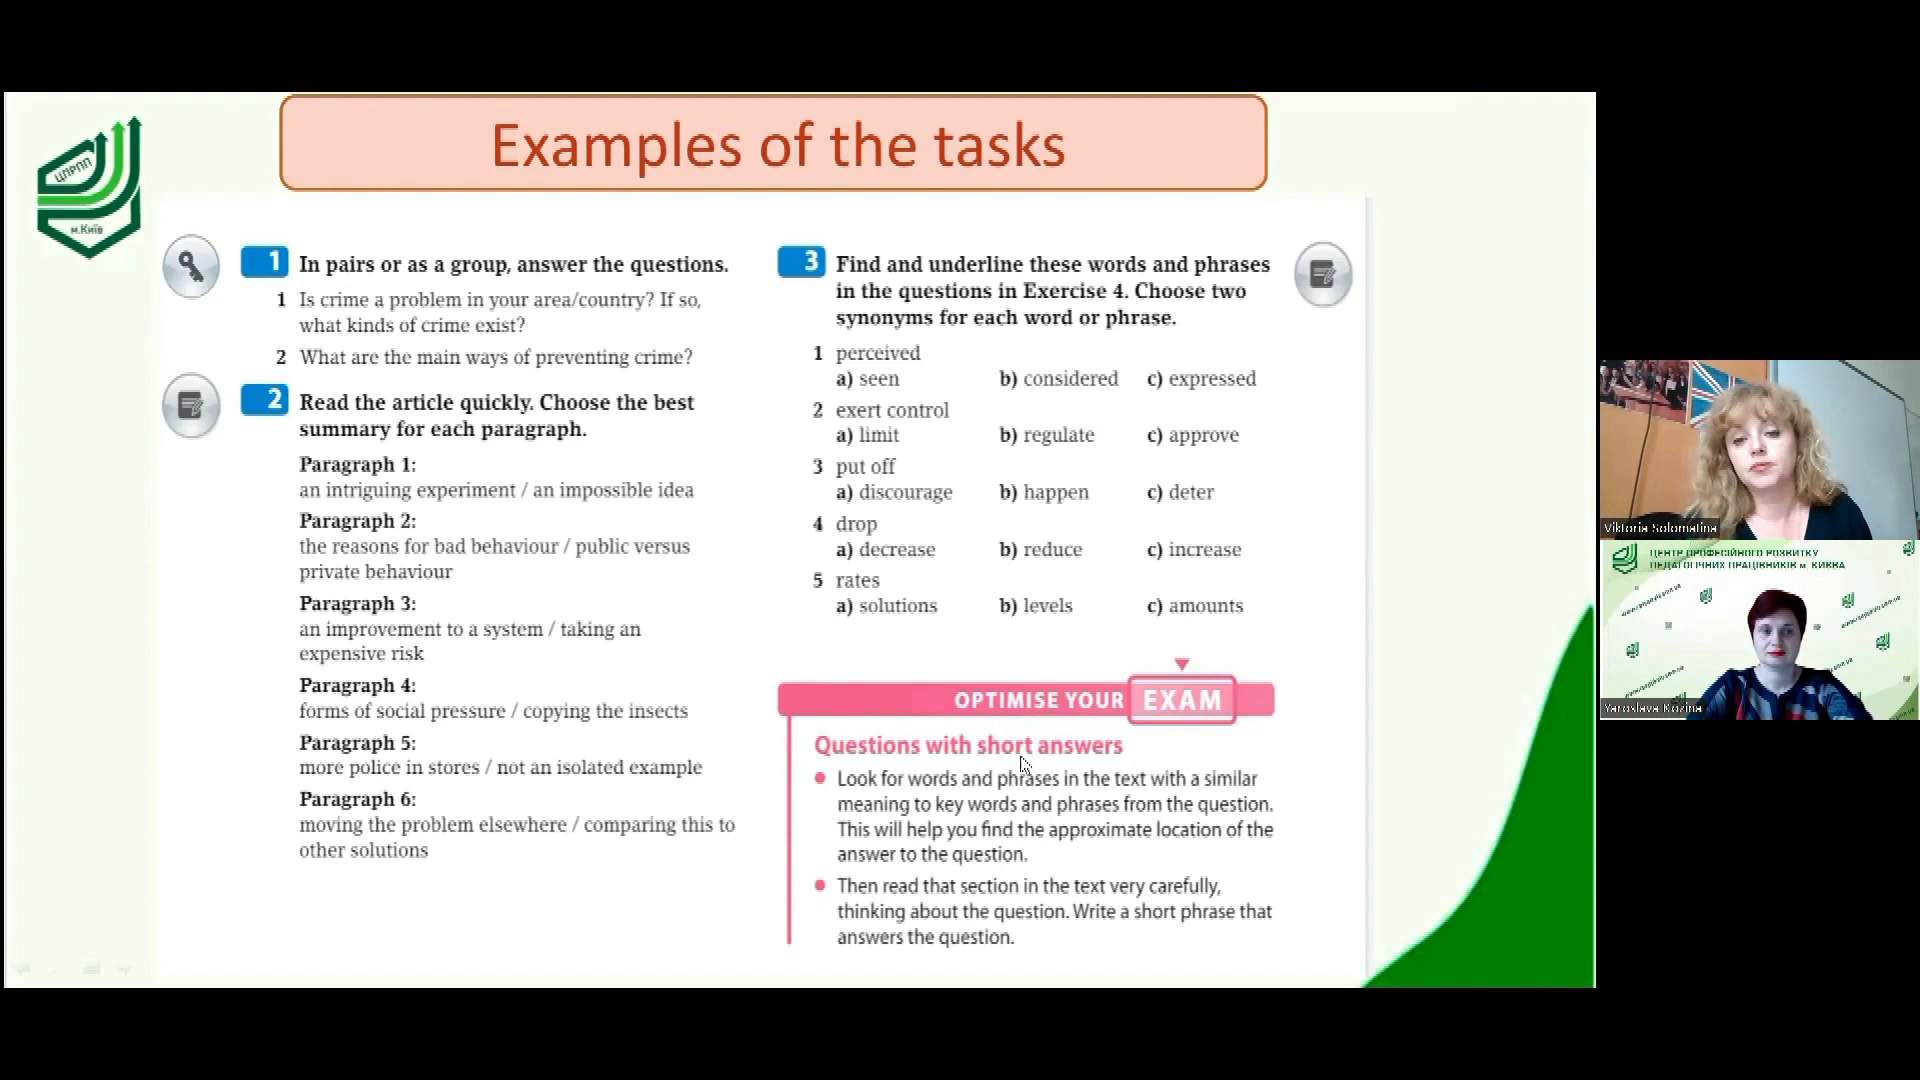 Examples of the tasks
ЦПРПП
м.Київ
1 In pairs or as a group, answer the questions.
1 Is crime a problem in your area/country? If so,
what kinds of crime exist?
2 What are the main ways of preventing crime?
2 Read the article quickly. Choose the best
summary for each paragraph.
Paragraph 1:
an intriguing experiment / an impossible idea
Paragraph 2:
the reasons for bad behaviour / public versus
private behaviour
Paragraph 3:
an improvement to a system / taking an
expensive risk
Paragraph 4:
forms of social pressure / copying the insects
Paragraph 5:
more police in stores / not an isolated example
Paragraph 6:
moving the problem elsewhere / comparing this to
other solutions
3 Find and underline these words and phrases
in the questions in Exercise 4. Choose two
synonyms for each word or phrase.
1 perceived
a) seen b) considered c) expressed
2 exert control
a) limit b) regulate c) approve
3 put off
a) discourage b) happen c) deter
4 drop
a) decrease b) reduce c) increase
5 rates
a) solutions b) levels c) amounts
OPTIMISE YOUR EXAM
Questions with short answers
• Look for words and phrases in the text with a similar
meaning to key words and phrases from the question.
This will help you find the approximate location of the
answer to the question.
• Then read that section in the text very carefully,
thinking about the question. Write a short phrase that
answers the question.
Viktoria Solomatina
ЦЕНТР ПРОФЕСІЙНОГО РОЗВИТКУ
ПЕДАГОГІЧНИХ ПРАЦІВНИКІВ м. КИЄВА
Yaroslava Kozina